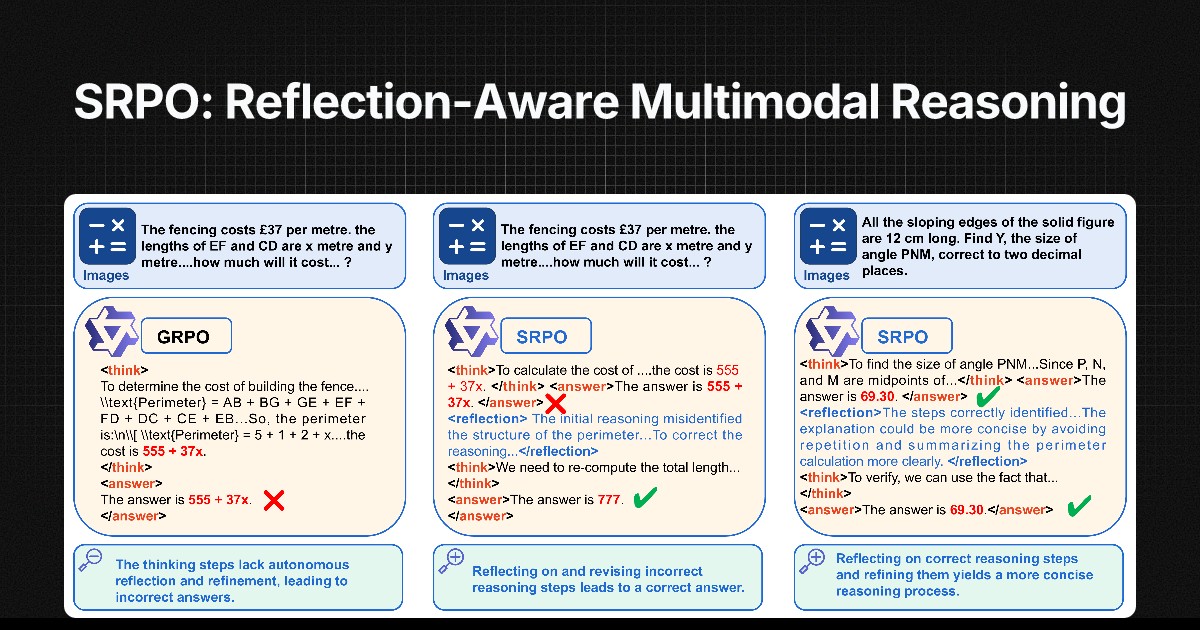 SRPO: Reflection-Aware Multimodal Reasoning
Images
The fencing costs £37 per metre. the
lengths of EF and CD are x metre and y
metre....how much will it cost... ?
GRPO
<think>
To determine the cost of building the fence....
\\text{Perimeter} = AB + BG + GE + EF +
FD + DC + CE + EB...So, the perimeter
is:\n\\[ \\text{Perimeter} = 5 + 1 + 2 + x....the
cost is 555 + 37x.
</think>
<answer>
The answer is 555 + 37x.
</answer>
The thinking steps lack autonomous
reflection and refinement, leading to
incorrect answers.
Images
The fencing costs £37 per metre. the
lengths of EF and CD are x metre and y
metre....how much will it cost... ?
SRPO
<think>To calculate the cost of ....the cost is 555
+ 37x. </think> <answer>The answer is 555 +
37x. </answer>
<reflection> The initial reasoning misidentified
the structure of the perimeter...To correct the
reasoning...</reflection>
<think>We need to re-compute the total length...
</think>
<answer>The answer is 777.
</answer>
Reflecting on and revising incorrect
reasoning steps leads to a correct answer.
Images
All the sloping edges of the solid figure
are 12 cm long. Find Y, the size of
angle PNM, correct to two decimal
places.
SRPO
<think>To find the size of angle PNM...Since P, N,
and M are midpoints of...</think> <answer>The
answer is 69.30. </answer>
<reflection>The steps correctly identified...The
explanation could be more concise by avoiding
repetition and summarizing the perimeter
calculation more clearly. </reflection>
<think>To verify, we can use the fact that...
</think>
<answer>The answer is 69.30.</answer>
Reflecting on correct reasoning steps
and refining them yields a more concise
reasoning process.